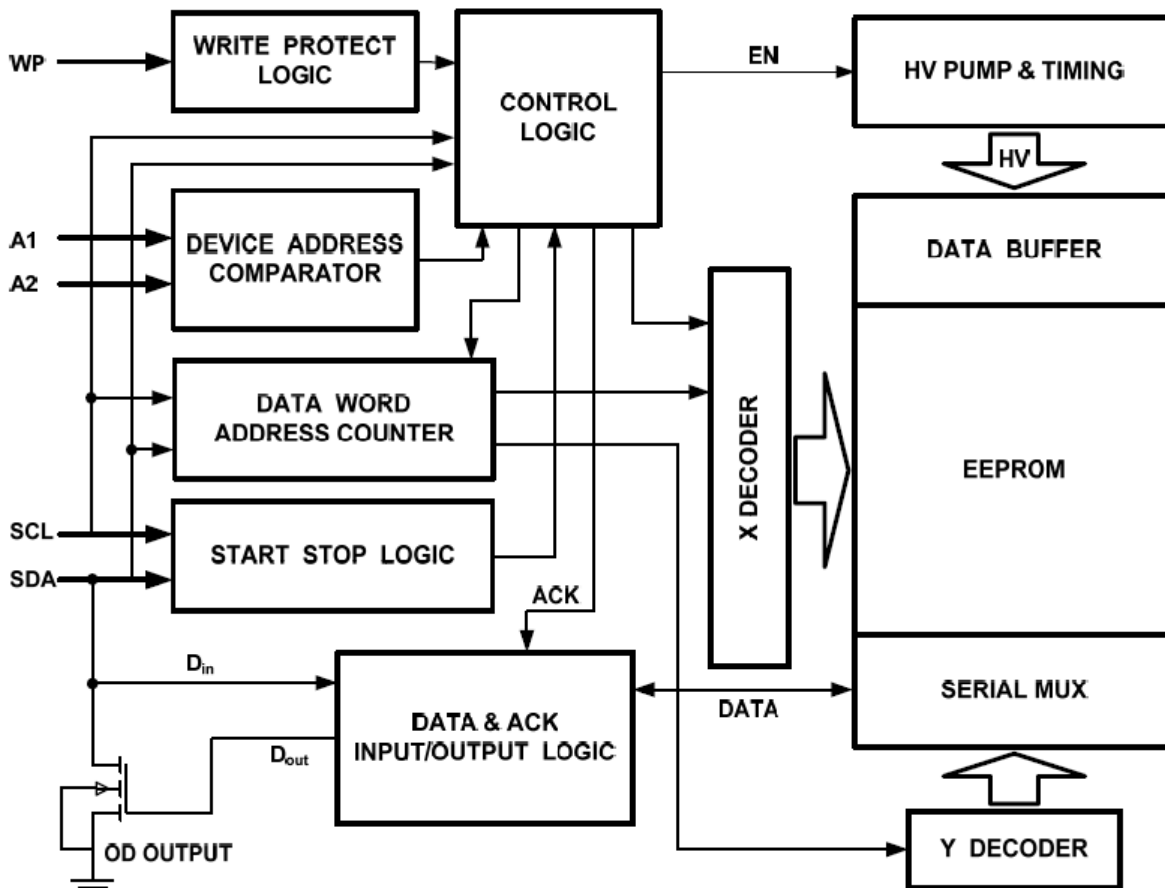 WP
WRITE PROTECT
LOGIC
CONTROL
LOGIC
EN
HV PUMP & TIMING
HV
A1
A2
DEVICE ADDRESS
COMPARATOR
DATA BUFFER
DATA WORD
ADDRESS COUNTER
X DECODER
EEPROM
SCL
SDA
START STOP LOGIC
ACK
Din
DATA & ACK
INPUT/OUTPUT LOGIC
DATA
SERIAL MUX
Dout
OD OUTPUT
Y DECODER